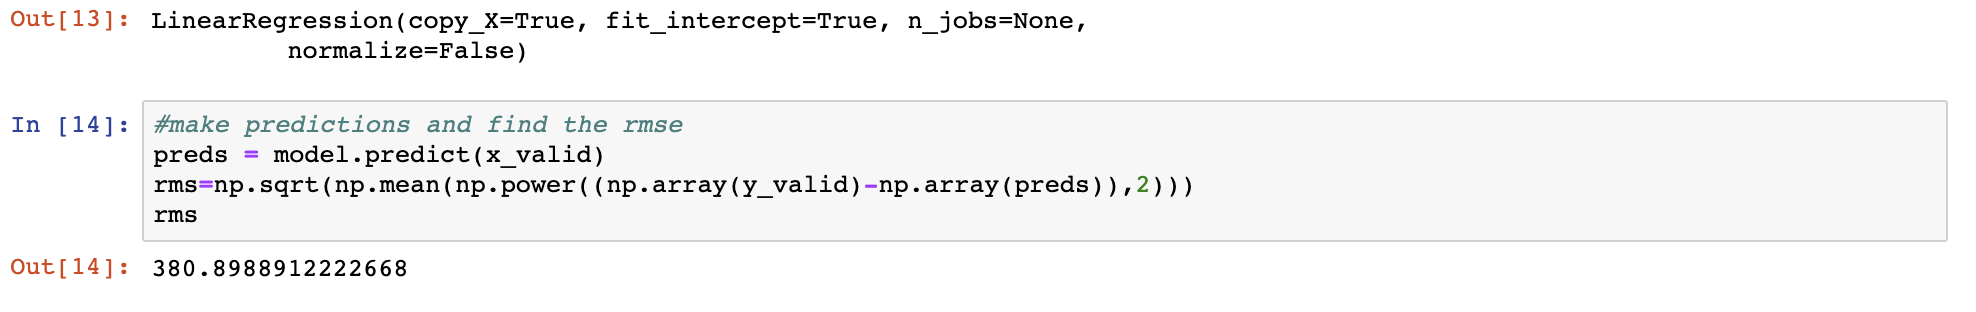 Out[13]: LinearRegression(copy_X=True, fit_intercept=True, n_jobs=None,
normalize=False)
In [14]: #make predictions and find the rmse
preds = model.predict(x_valid)
rms=np.sqrt(np.mean(np.power((np.array(y_valid)-np.array(preds)),2)))
rms
Out[14]: 380.8988912222668